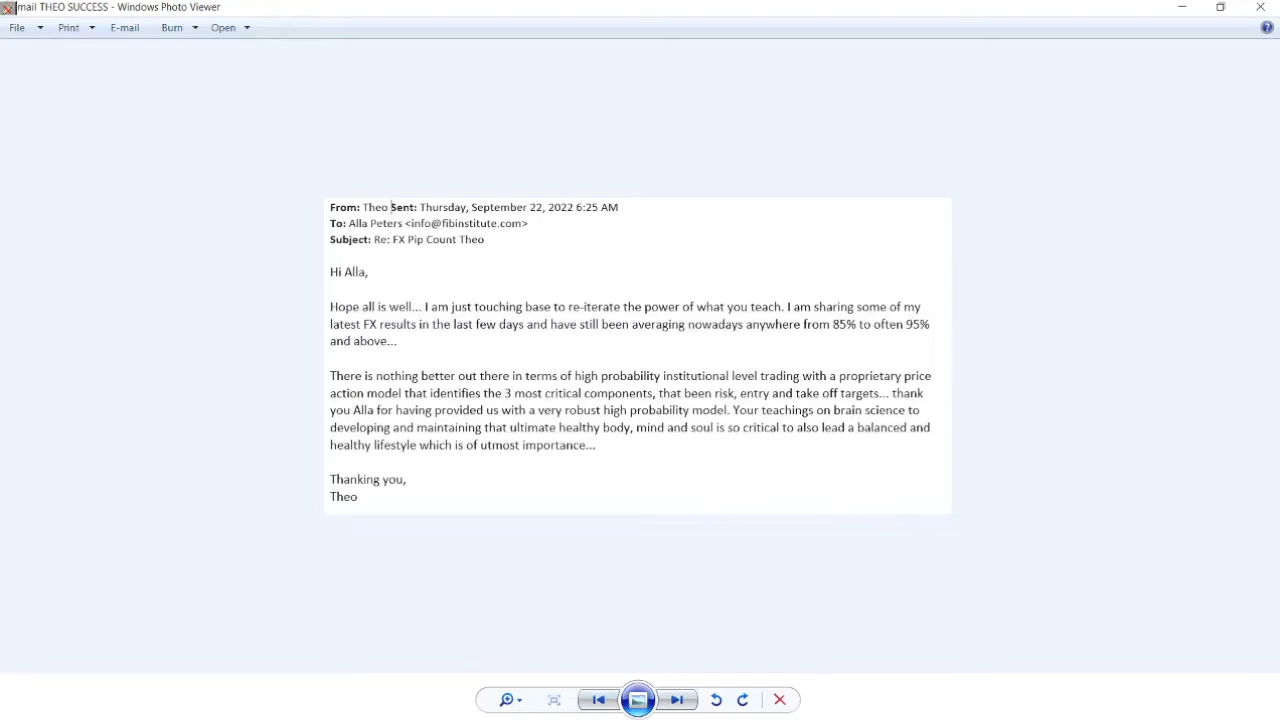 mail THEO SUCCESS - Windows Photo Viewer
File Print E-mail Burn Open
From: Theo Sent: Thursday, September 22, 2022 6:25 AM
To: Alla Peters <info@fibinstitute.com>
Subject: Re: FX Pip Count Theo
Hi Alla,
Hope all is well... I am just touching base to re-iterate the power of what you teach. I am sharing some of my
latest FX results in the last few days and have still been averaging nowadays anywhere from 85% to often 95%
and above...
There is nothing better out there in terms of high probability institutional level trading with a proprietary price
action model that identifies the 3 most critical components, that been risk, entry and take off targets... thank
you Alla for having provided us with a very robust high probability model. Your teachings on brain science to
developing and maintaining that ultimate healthy body, mind and soul is so critical to also lead a balanced and
healthy lifestyle which is of utmost importance...
Thanking you,
Theo